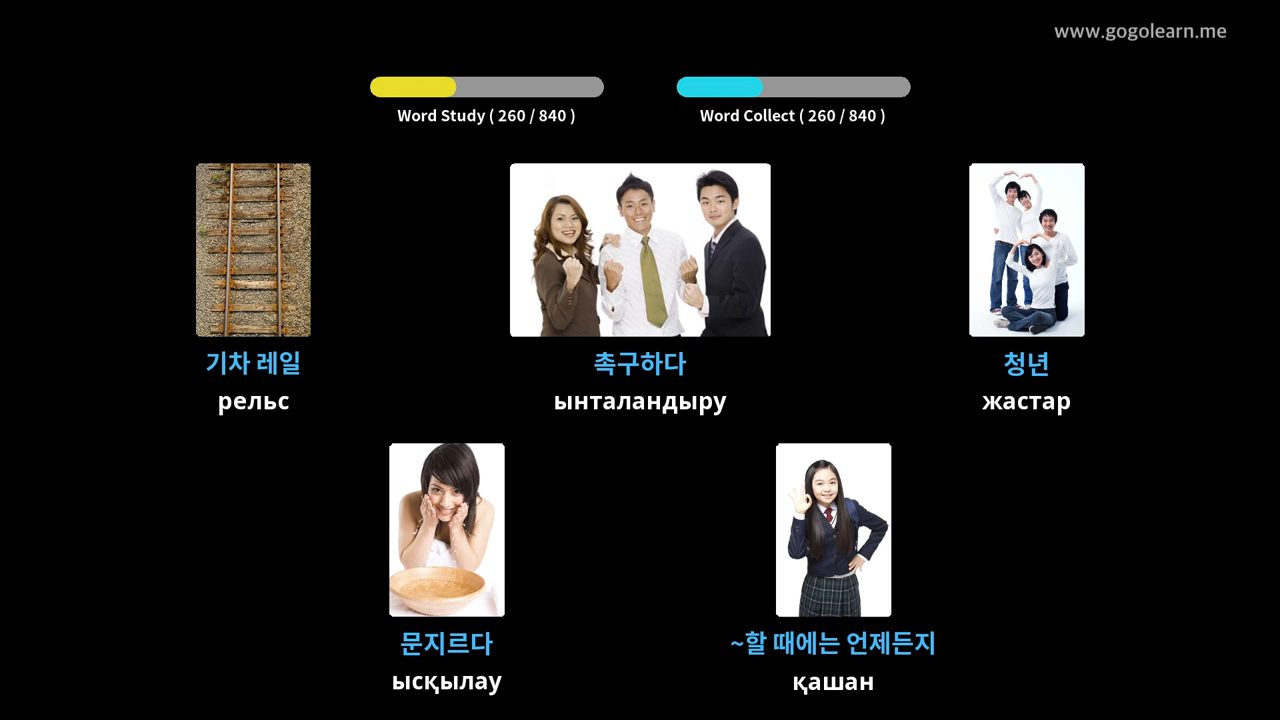 www.gogolearn.me
Word Study ( 260 / 840 )
Word Collect ( 260 / 840 )
기차 레일
рельс
촉구하다
ынталандыру
청년
жастар
문지르다
ысқылау
~할 때에는 언제든지
қашан